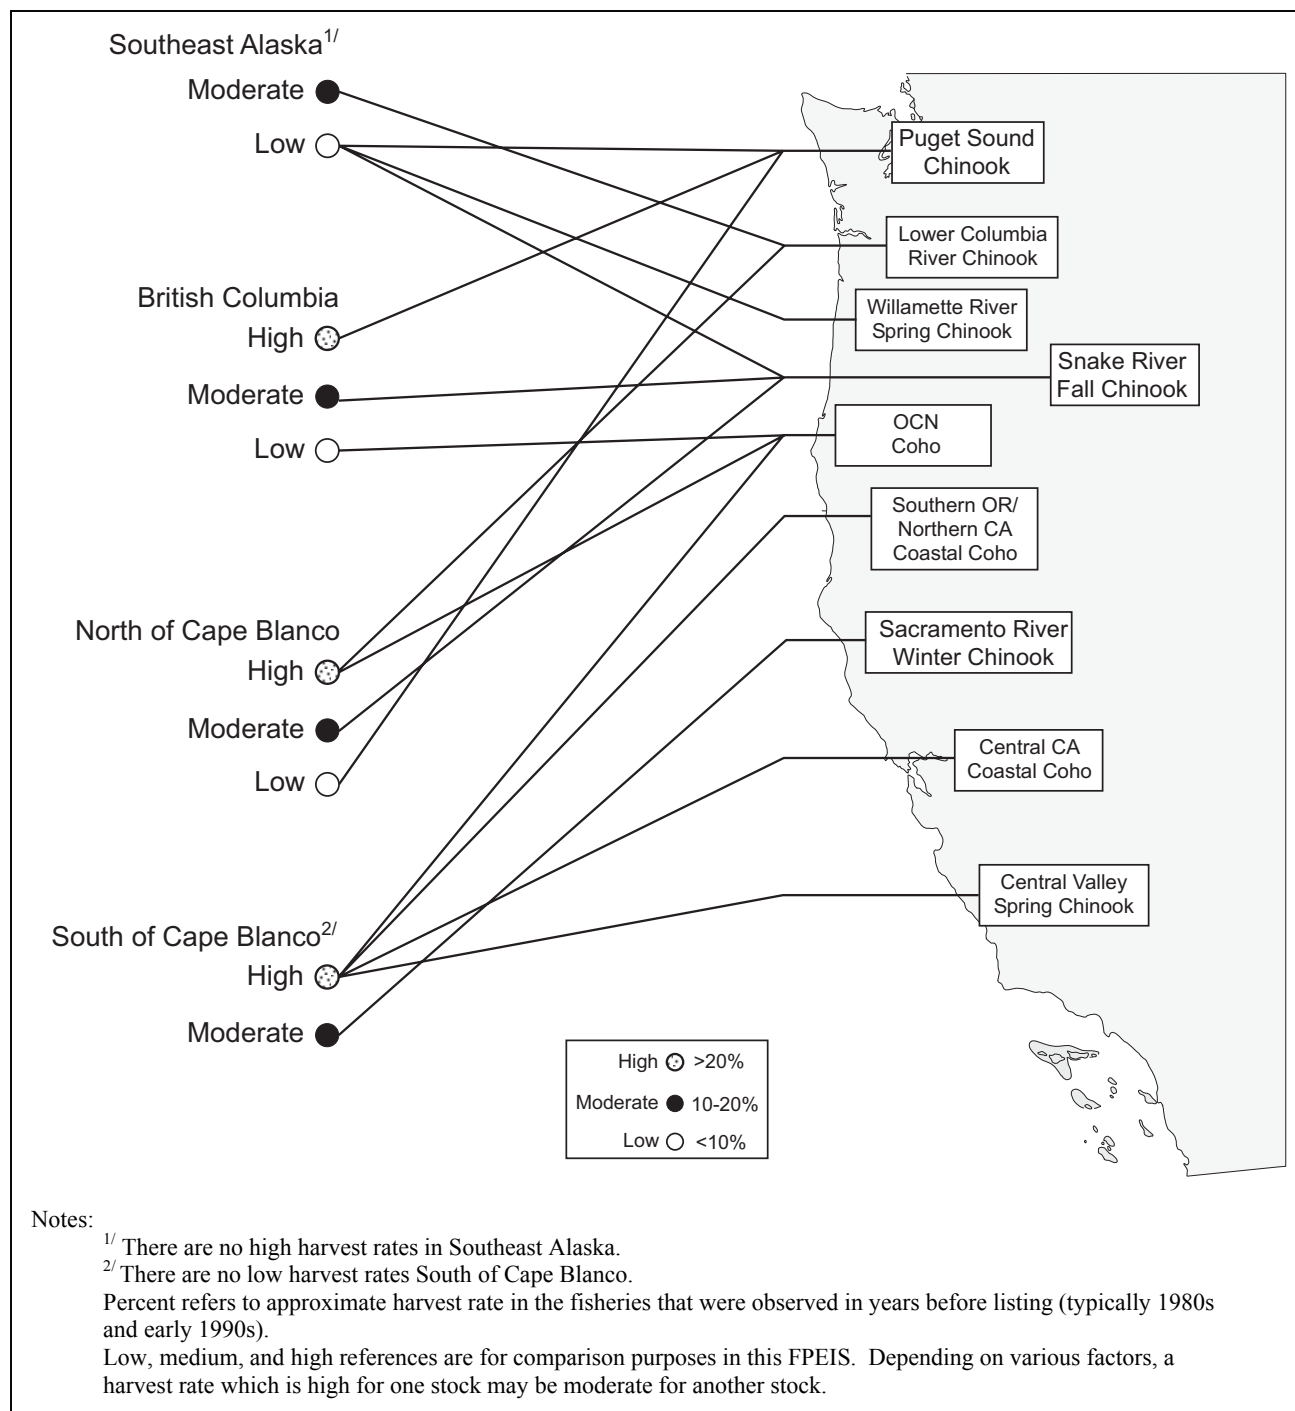 Southeast Alaska1/
Moderate
Low
British Columbia
High
Moderate
Low
North of Cape Blanco
High
Moderate
Low
South of Cape Blanco2/
High
Moderate
Puget Sound
Chinook
Lower Columbia
River Chinook
Willamette River
Spring Chinook
Snake River
Fall Chinook
OCN
Coho
Southern OR/
Northern CA
Coastal Coho
Sacramento River
Winter Chinook
Central CA
Coastal Coho
Central Valley
Spring Chinook
High >20%
Moderate 10-20%
Low <10%
Notes:
1/ There are no high harvest rates in Southeast Alaska.
2/ There are no low harvest rates South of Cape Blanco.
Percent refers to approximate harvest rate in the fisheries that were observed in years before listing (typically 1980s
and early 1990s).
Low, medium, and high references are for comparison purposes in this FPEIS.  Depending on various factors, a
harvest rate which is high for one stock may be moderate for another stock.